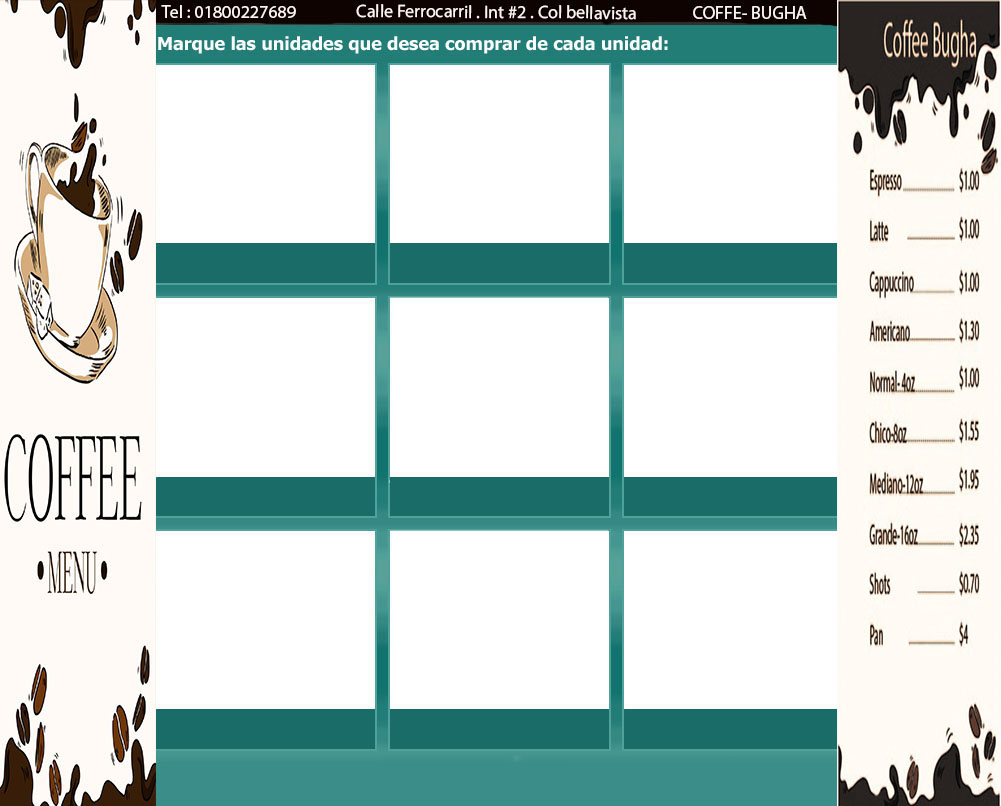 Tel : 01800227689
Calle Ferrocarril . Int #2 . Col bellavista
COFFE- BUGHA
Marque las unidades que desea comprar de cada unidad:
COFFEE
•MENU•
Coffee Bugha
Espresso $1.00
Latte $1.00
Cappuccino $1.00
Americano $1.30
Normal- 4oz $1.00
Chico-8oz $1.55
Mediano-12oz $1.95
Grande-16oz $2.35
Shots $0.70
Pan $4